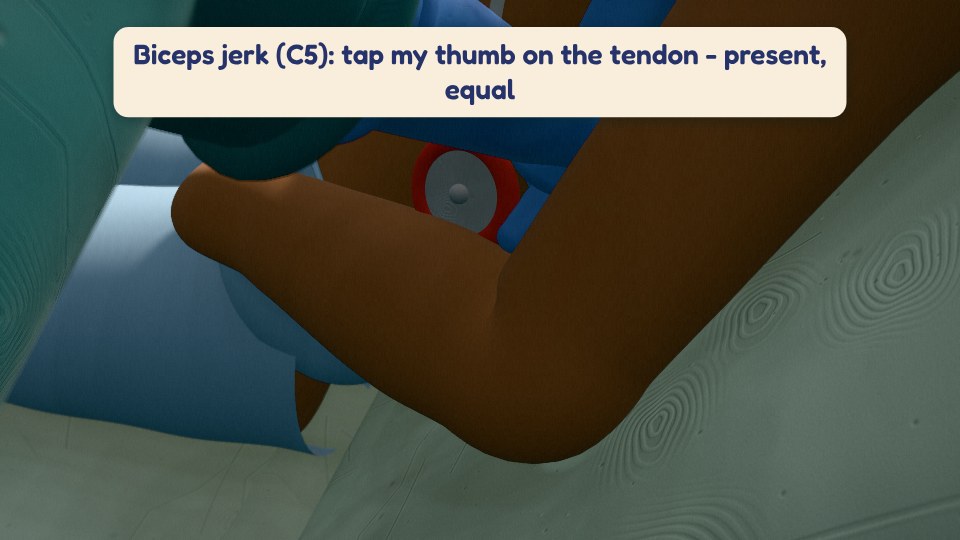 Biceps jerk (C5): tap my thumb on the tendon - present,
equal